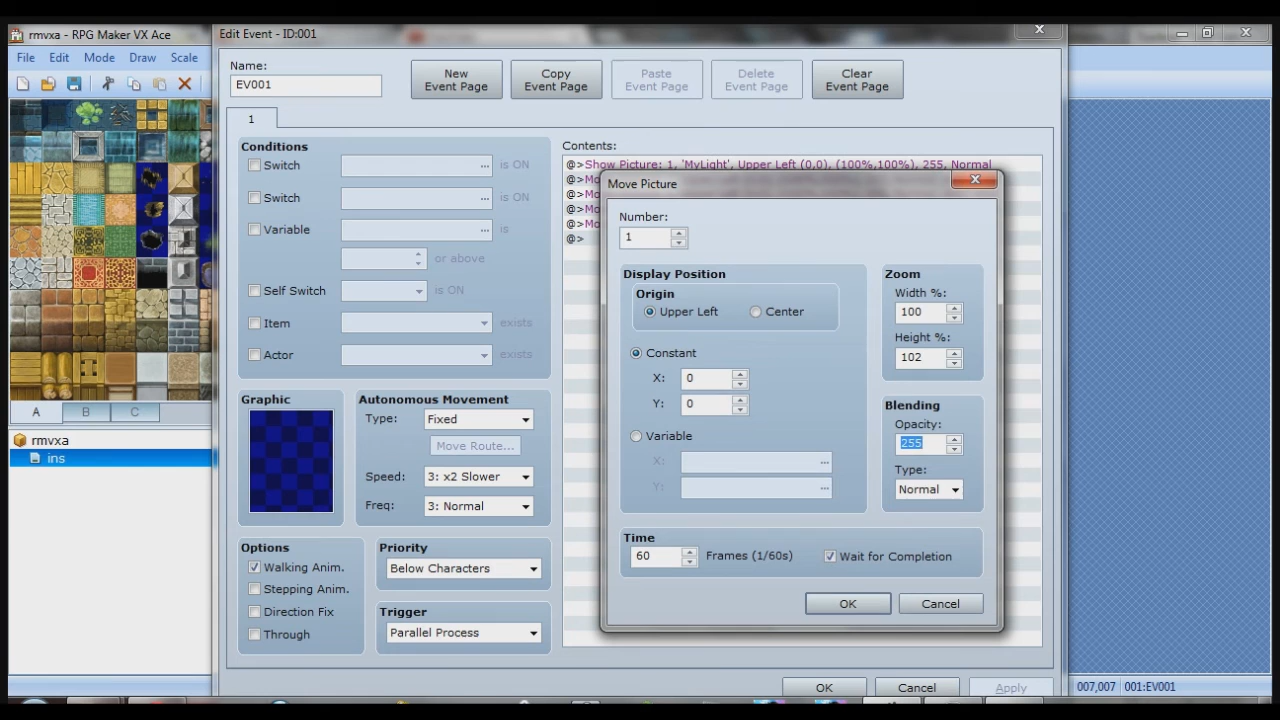 rmvxa - RPG Maker VX Ace
File Edit Mode Draw Scale
A B C
rmvxa
ins
Edit Event - ID:001
Name:
EV001
New Event Page
Copy Event Page
Paste Event Page
Delete Event Page
Clear Event Page
1
Conditions
Switch ... is ON
Switch ... is ON
Variable ... is
or above
Self Switch is ON
Item exists
Actor exists
Graphic
Autonomous Movement
Type: Fixed
Move Route...
Speed: 3: x2 Slower
Freq: 3: Normal
Options
Walking Anim.
Stepping Anim.
Direction Fix
Through
Priority
Below Characters
Trigger
Parallel Process
Contents:
@>Show Picture: 1, 'MyLight', Upper Left (0,0), (100%,100%), 255, Normal
@>Mo
@>Mo
@>Mo
@>Mo
@>
Move Picture
Number:
1
Display Position
Origin
Upper Left Center
Constant
X: 0
Y: 0
Variable
X: ...
Y: ...
Zoom
Width %:
100
Height %:
102
Blending
Opacity:
255
Type:
Normal
Time
60 Frames (1/60s) Wait for Completion
OK Cancel
OK Cancel Apply
007,007 001:EV001